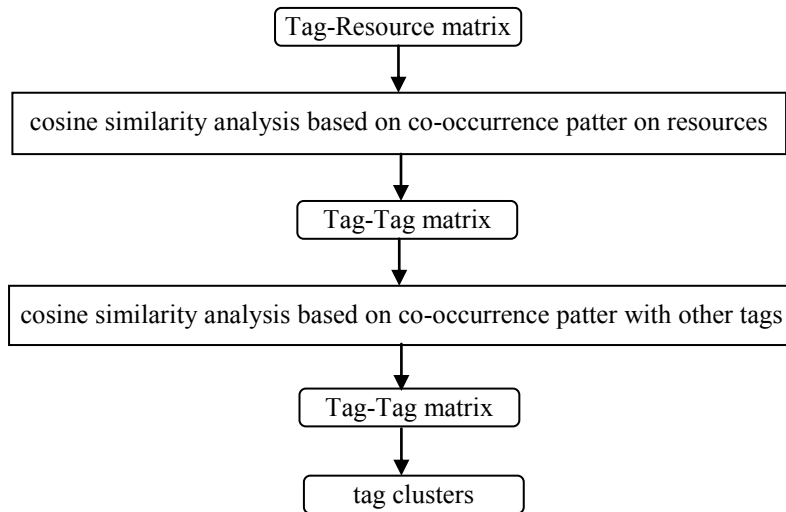 Tag-Resource matrix
cosine similarity analysis based on co-occurrence patter on resources
Tag-Tag matrix
cosine similarity analysis based on co-occurrence patter with other tags
Tag-Tag matrix
tag clusters